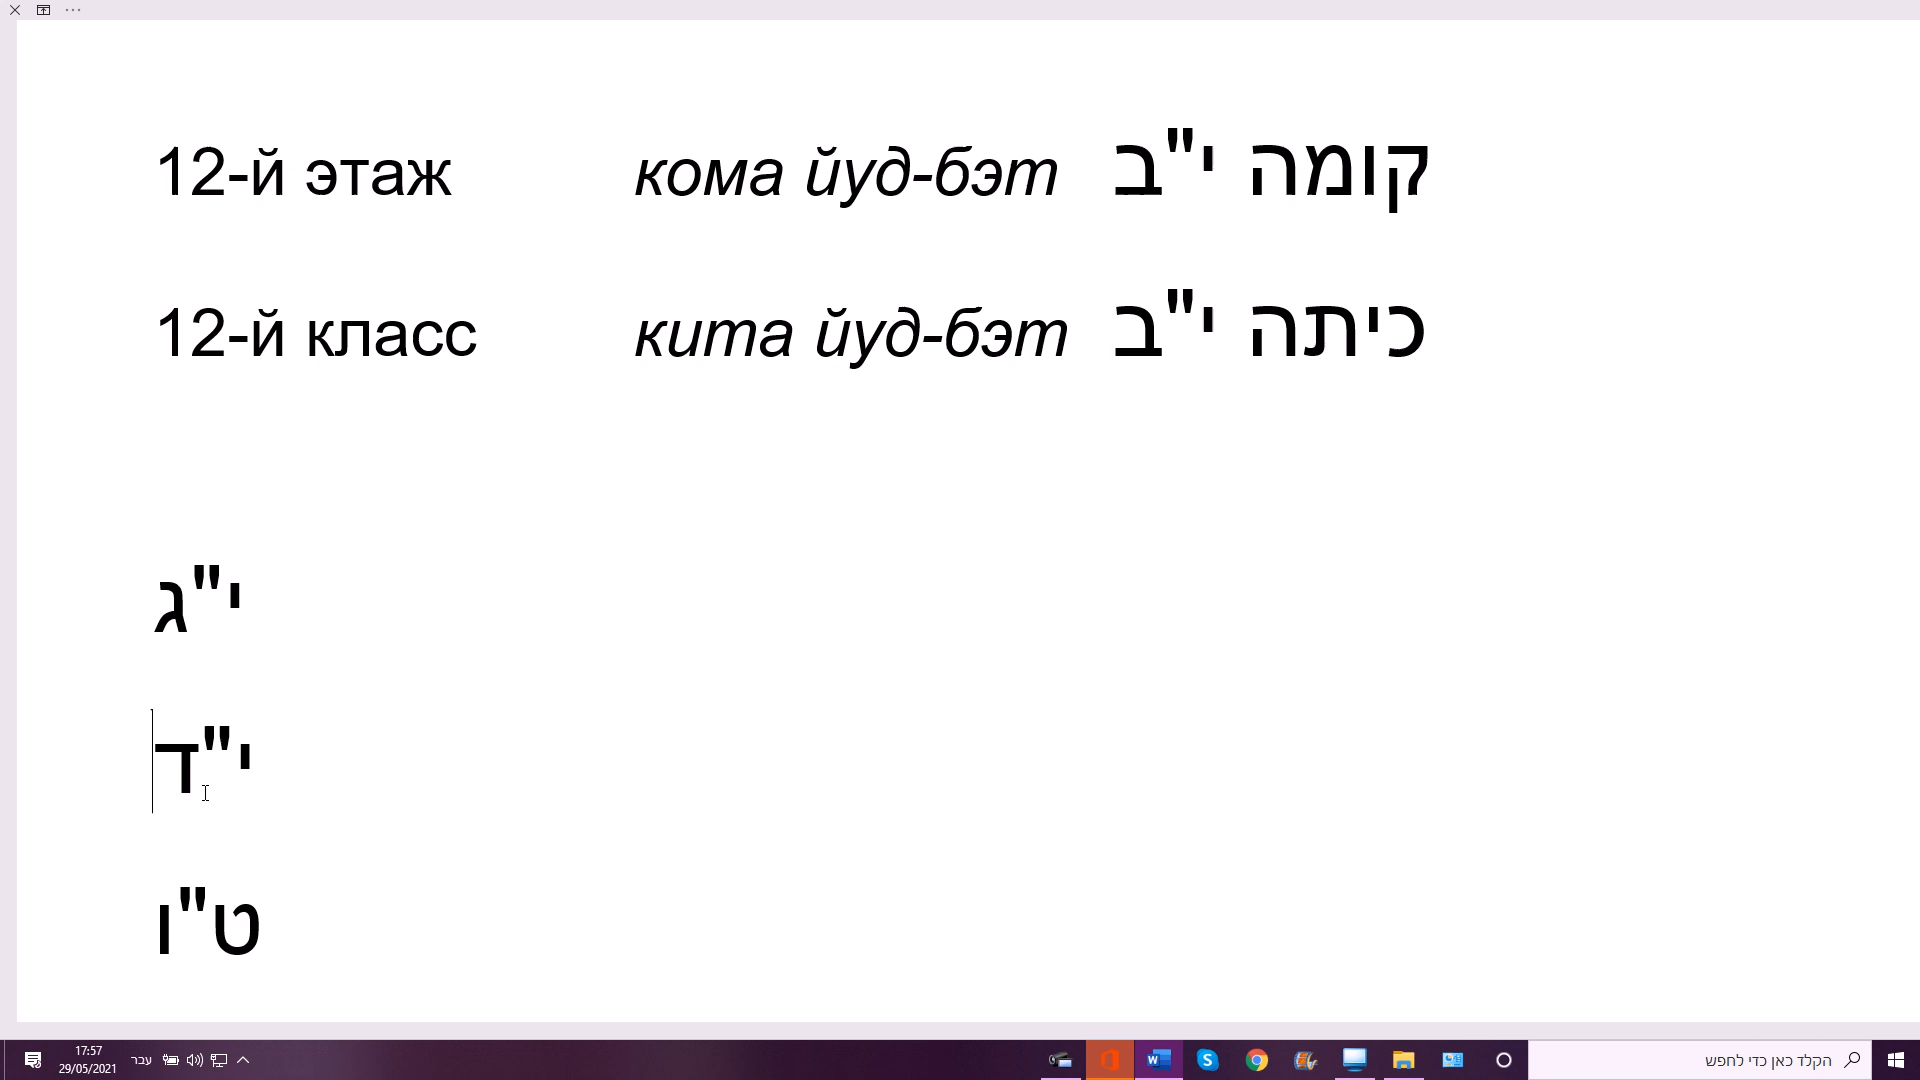 12-й этаж кома йуд-бэт קומה י"ב
12-й класс кита йуд-бэт כיתה י"ב
י"ג
י"ד
ט"ו
17:57
29/05/2021
עבר
הקלד כאן כדי לחפש